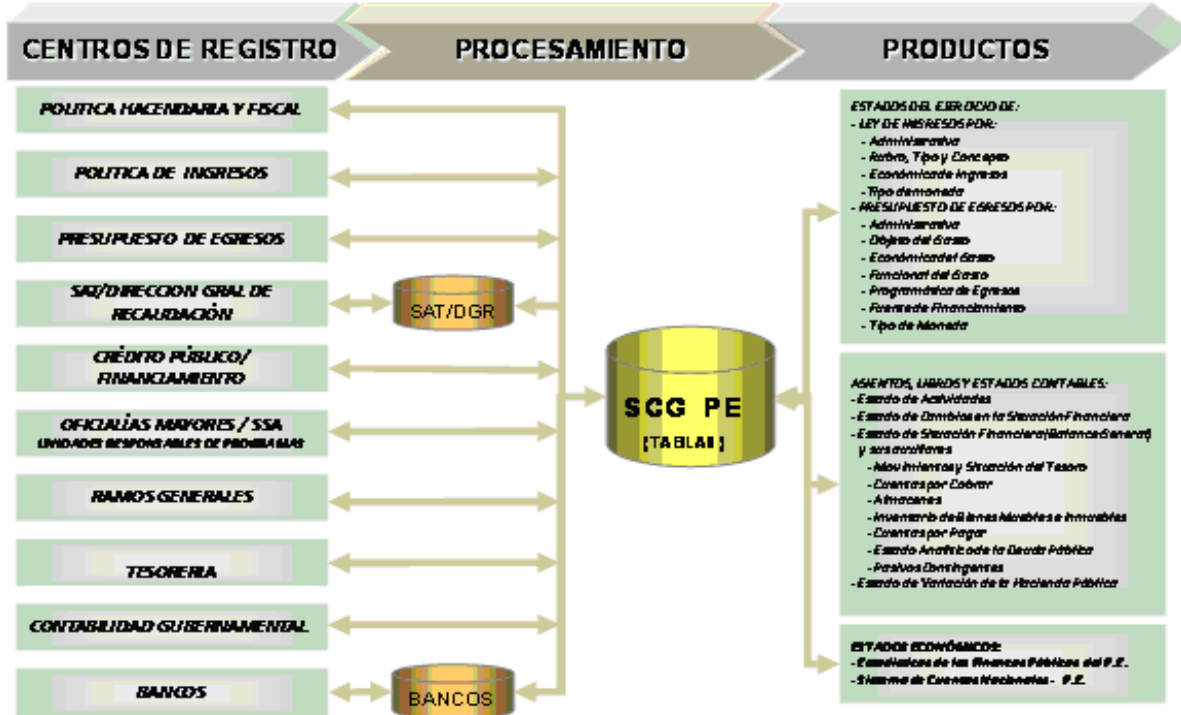 CENTROS DE REGISTRO
PROCESAMIENTO
PRODUCTOS
POLITICA HACENDARIA Y FISCAL
POLITICA DE INGRESOS
PRESUPUESTO DE EGRESOS
SAT/DIRECCION GRAL DE
RECAUDACIÓN
CRÉDITO PÚBLICO/
FINANCIAMIENTO
OFICIALÍAS MAYORES / SSA
UNIDADES RESPONSABLES DE PROGRAMAS
RAMOS GENERALES
TESORERIA
CONTABILIDAD GUBERNAMENTAL
BANCOS
SAT/DGR
BANCOS
SCG PE
(TABLAS)
ESTADOS DEL EJERCICIO DE:
- LEY DE INGRESOS POR:
- Administrativa
- Rubro, Tipo y Concepto
- Económica de Ingresos
- Tipo de moneda
- PRESUPUESTO DE EGRESOS POR:
- Administrativa
- Objeto del Gasto
- Económica del Gasto
- Funcional del Gasto
- Programática de Egresos
- Fuente de Financiamiento
- Tipo de Moneda
ASIENTOS, LIBROS Y ESTADOS CONTABLES:
- Estado de Actividades
- Estado de Cambios en la Situación Financiera
- Estado de Situación Financiera (Balance General)
y sus auxiliares
- Movimientos y Situación del Tesoro
- Cuentas por Cobrar
- Almacenes
- Inventario de Bienes Muebles e Inmuebles
- Cuentas por Pagar
- Estado Analítico de la Deuda Pública
- Pasivos Contingentes
- Estado de Variación de la Hacienda Pública
ESTADOS ECONÓMICOS:
- Estadísticas de las Finanzas Públicas del P.E.
- Sistema de Cuentas Nacionales - P.E.